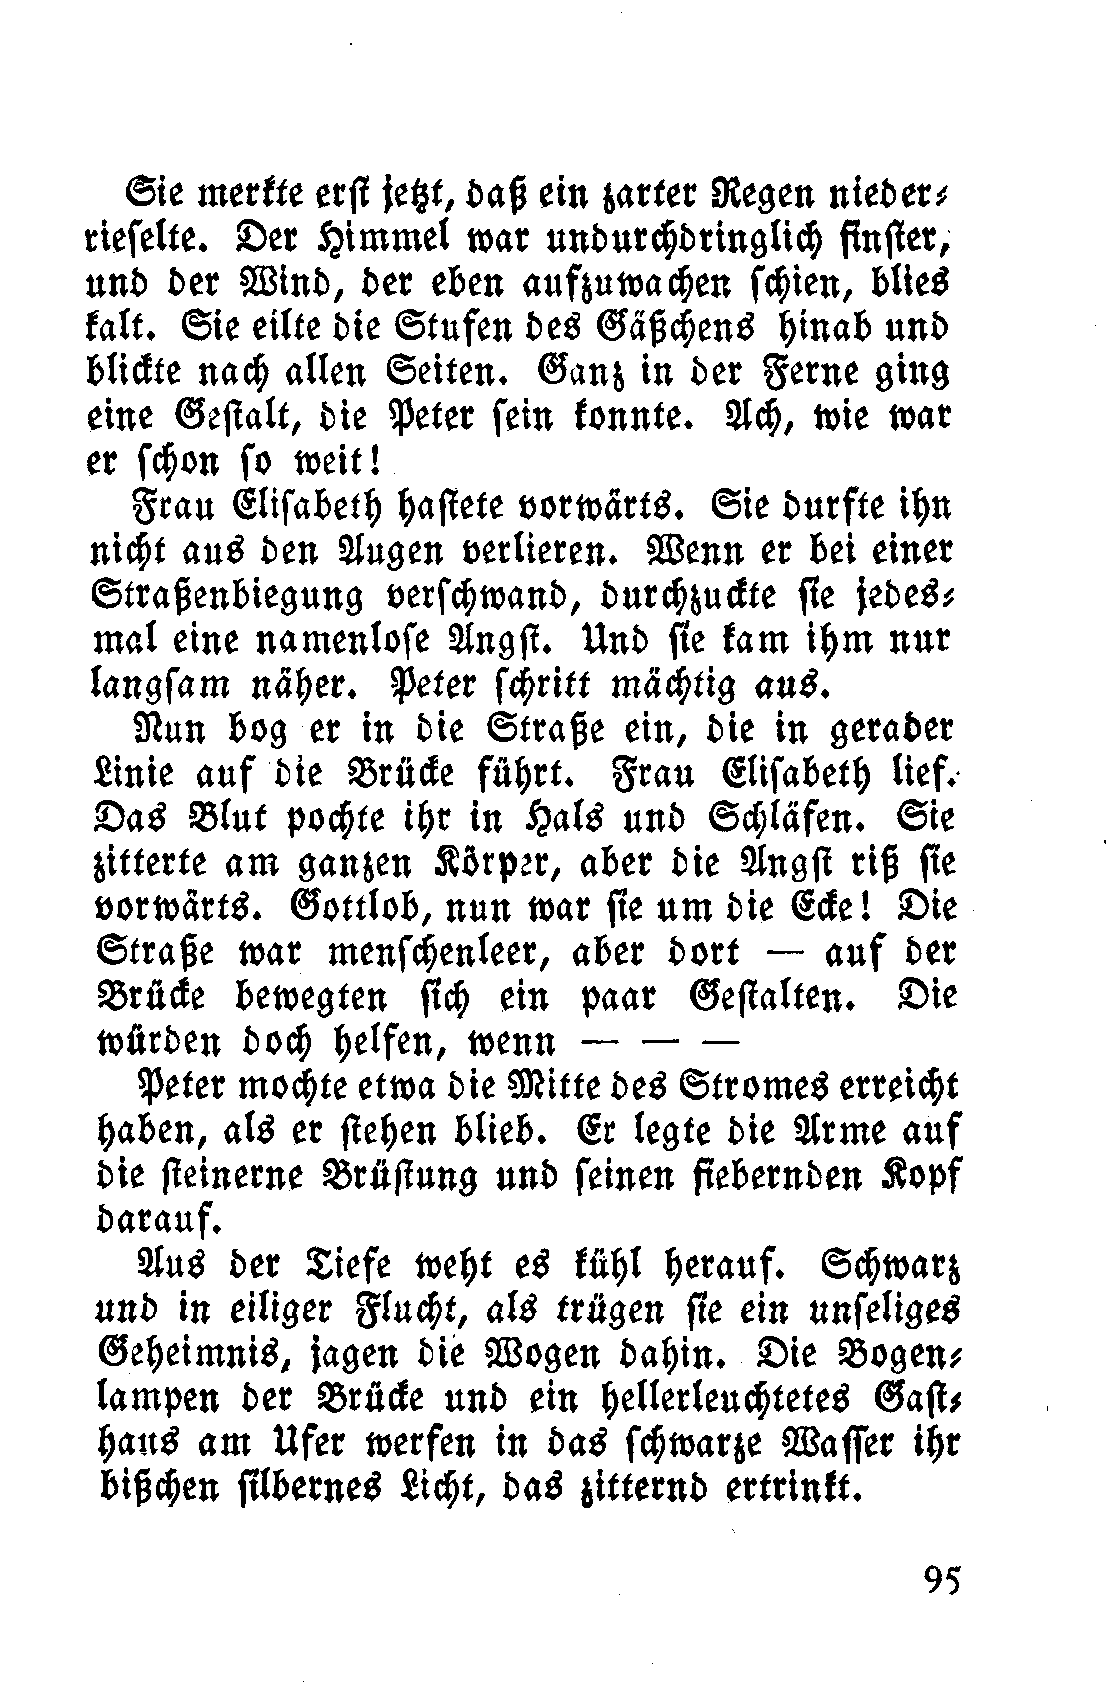 Sie merkte erst jetzt, daß ein zarter Regen nieder-
rieselte. Der Himmel war undurchdringlich finster,
und der Wind, der eben aufzuwachen schien, blies
kalt. Sie eilte die Stufen des Gäßchens hinab und
blickte nach allen Seiten. Ganz in der Ferne ging
eine Gestalt, die Peter sein konnte. Ach, wie war
er schon so weit!
Frau Elisabeth hastete vorwärts. Sie durfte ihn
nicht aus den Augen verlieren. Wenn er bei einer
Straßenbiegung verschwand, durchzuckte sie jedes-
mal eine namenlose Angst. Und sie kam ihm nur
langsam näher. Peter schritt mächtig aus.
Nun bog er in die Straße ein, die in gerader
Linie auf die Brücke führt. Frau Elisabeth lief.
Das Blut pochte ihr in Hals und Schläfen. Sie
zitterte am ganzen Körper, aber die Angst riß sie
vorwärts. Gottlob, nun war sie um die Ecke! Die
Straße war menschenleer, aber dort — auf der
Brücke bewegten sich ein paar Gestalten. Die
würden doch helfen, wenn — — —
Peter mochte etwa die Mitte des Stromes erreicht
haben, als er stehen blieb. Er legte die Arme auf
die steinerne Brüstung und seinen fiebernden Kopf
darauf.
Aus der Tiefe weht es kühl herauf. Schwarz
und in eiliger Flucht, als trügen sie ein unseliges
Geheimnis, jagen die Wogen dahin. Die Bogen-
lampen der Brücke und ein hellerleuchtetes Gast-
haus am Ufer werfen in das schwarze Wasser ihr
bißchen silbernes Licht, das zitternd ertrinkt.
95